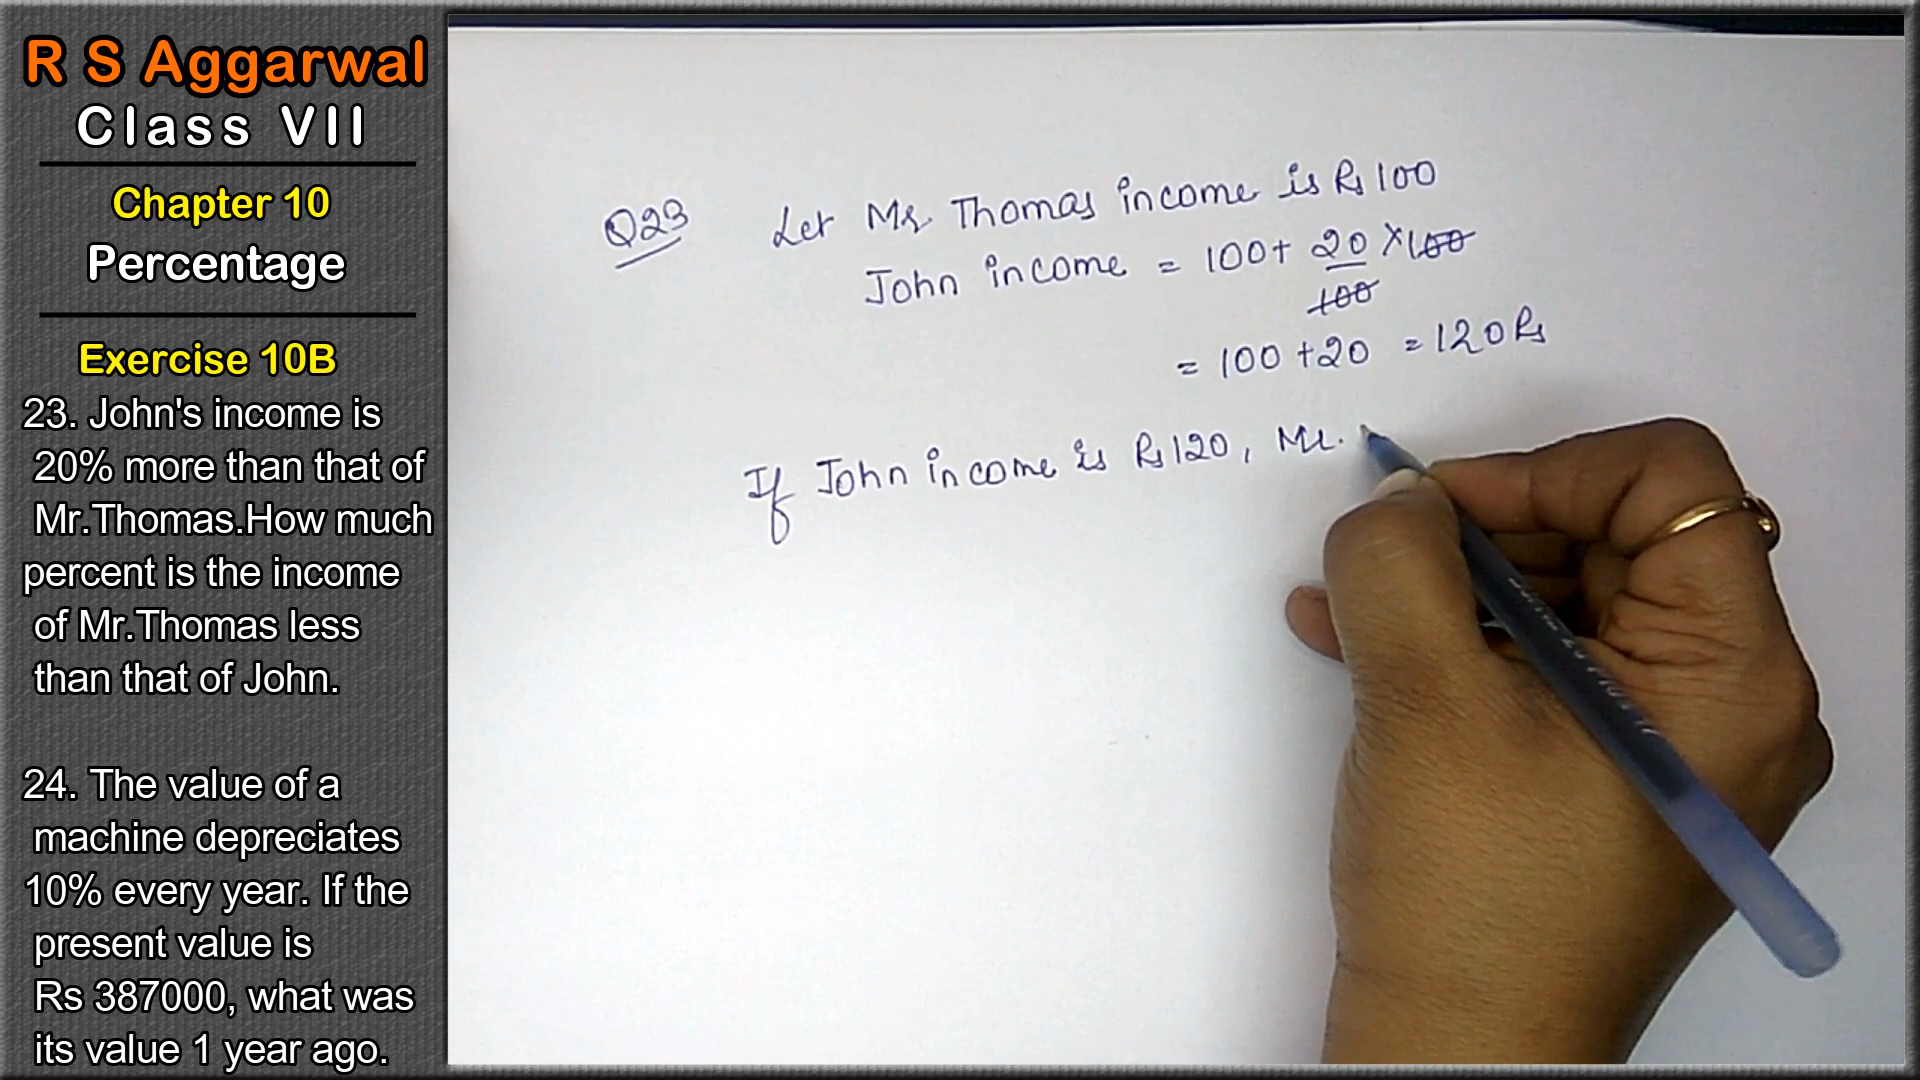 R S Aggarwal
Class VII
Chapter 10
Percentage
Exercise 10B
23. John's income is
20% more than that of
Mr.Thomas.How much
percent is the income
of Mr.Thomas less
than that of John.
24. The value of a
machine depreciates
10% every year. If the
present value is
Rs 387000, what was
its value 1 year ago.
Q23 Let Mr Thomas income is Rs 100
John income = 100+ 20 ×100
100
= 100 +20 = 120 Rs
If John income is Rs 120, Mr.